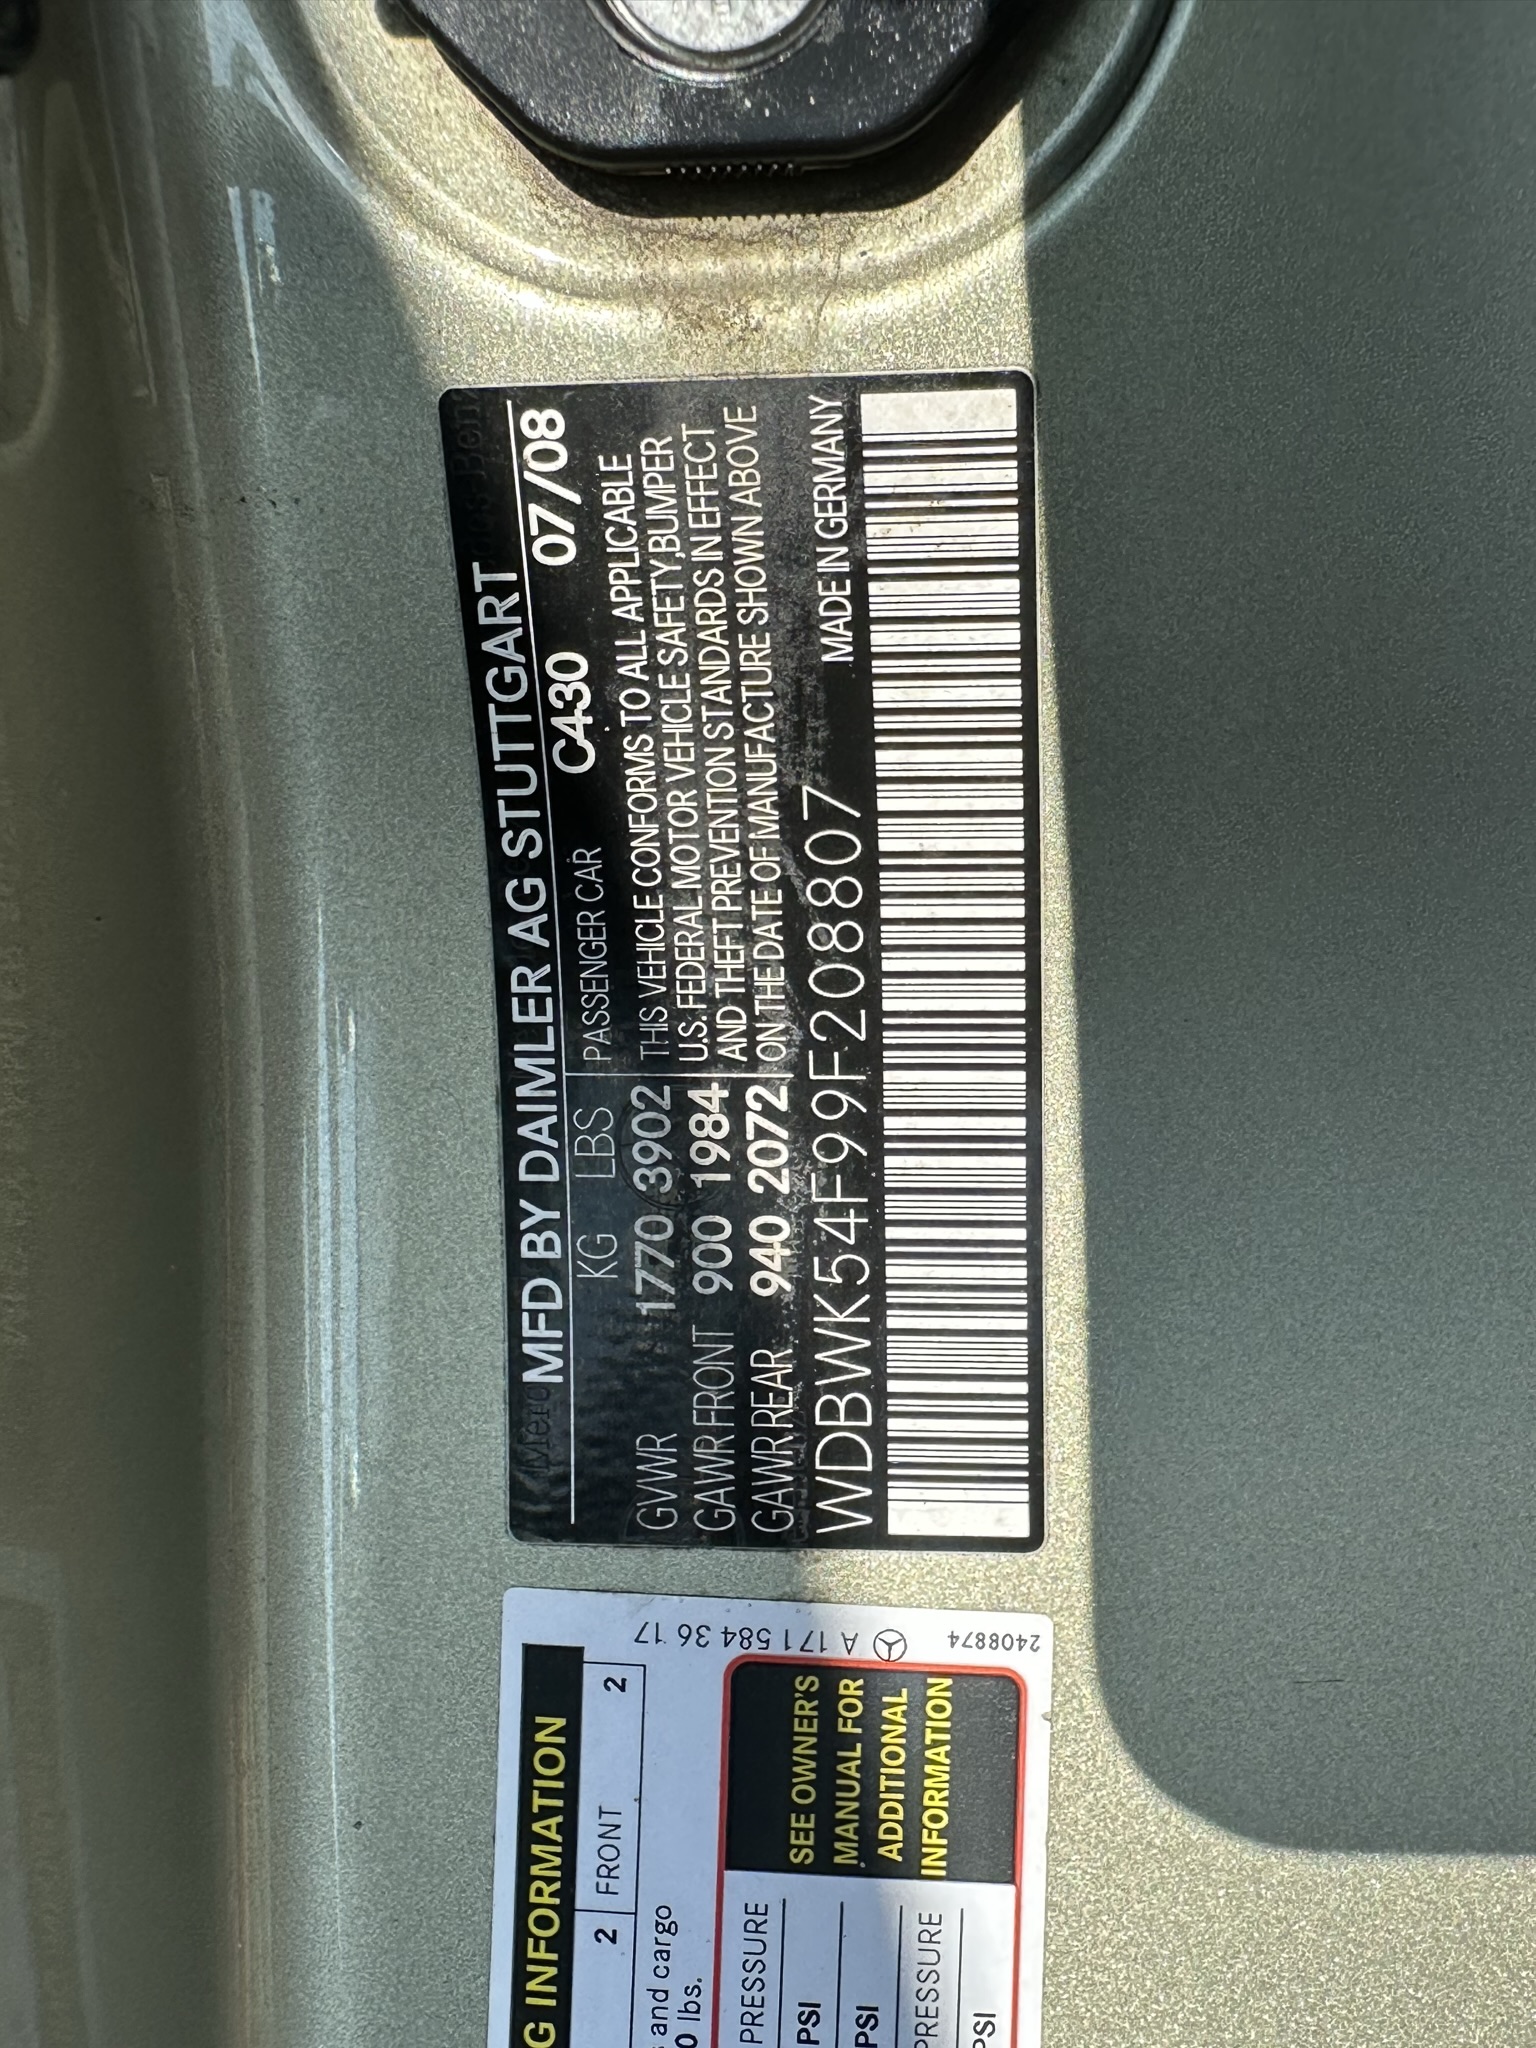 MFD BY DAIMLER AG STUTTGART
KG LBS PASSENGER CAR C430 07/08
GVWR 1770 3902
GAWR FRONT 900 1984
GAWR REAR 940 2072
THIS VEHICLE CONFORMS TO ALL APPLICABLE
U.S. FEDERAL MOTOR VEHICLE SAFETY,BUMPER
AND THEFT PREVENTION STANDARDS IN EFFECT
ON THE DATE OF MANUFACTURE SHOWN ABOVE
WDBWK54F99F208807 MADE IN GERMANY
G INFORMATION
2 FRONT 2
and cargo
0 lbs.
PRESSURE
PSI
PSI
PRESSURE
PSI
SEE OWNER'S
MANUAL FOR
ADDITIONAL
INFORMATION
A 171 584 36 17
2408874